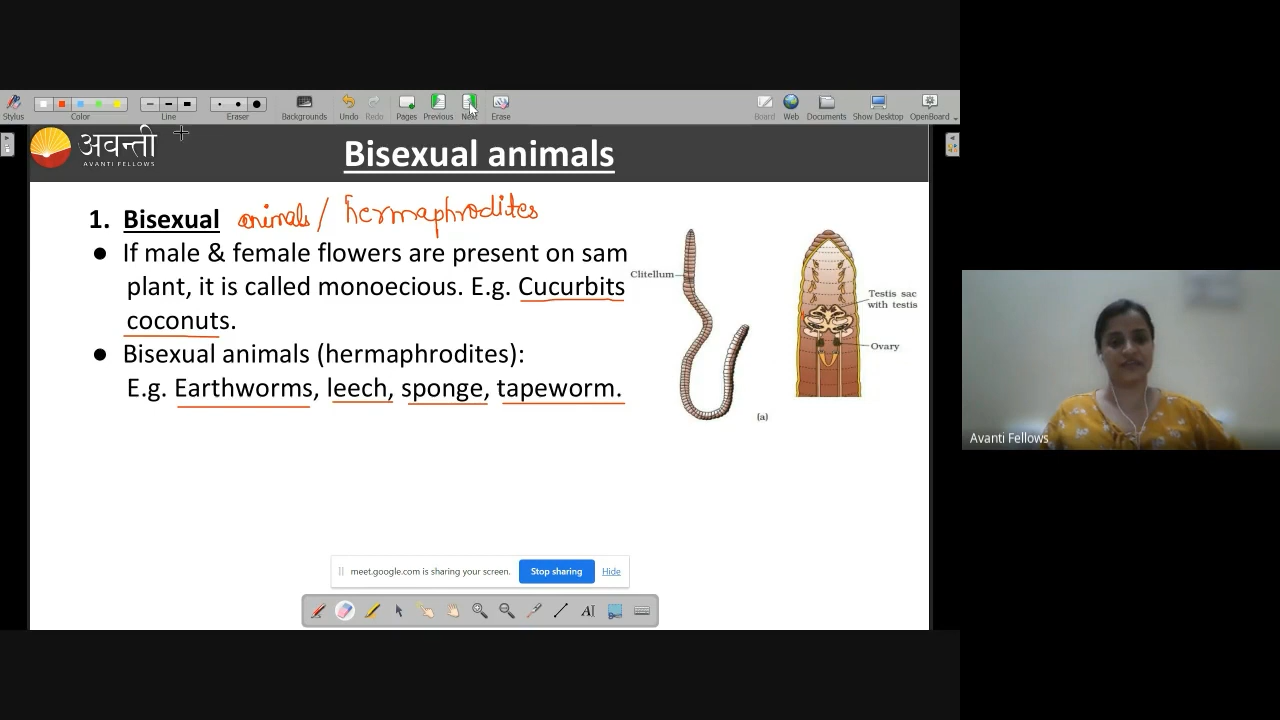 Stylus
Color
Line
Eraser
Backgrounds
Undo
Redo
Pages
Previous
Next
Erase
Board
Web
Documents
Show Desktop
OpenBoard
अवन्ती
AVANTI FELLOWS
Bisexual animals
1. Bisexual animals/ hermaphrodites
● If male & female flowers are present on sam
plant, it is called monoecious. E.g. Cucurbits
coconuts.
● Bisexual animals (hermaphrodites):
E.g. Earthworms, leech, sponge, tapeworm.
Clitellum
Testis sac
with testis
Ovary
(a)
Avanti Fellows
meet.google.com is sharing your screen.
Stop sharing
Hide
AI